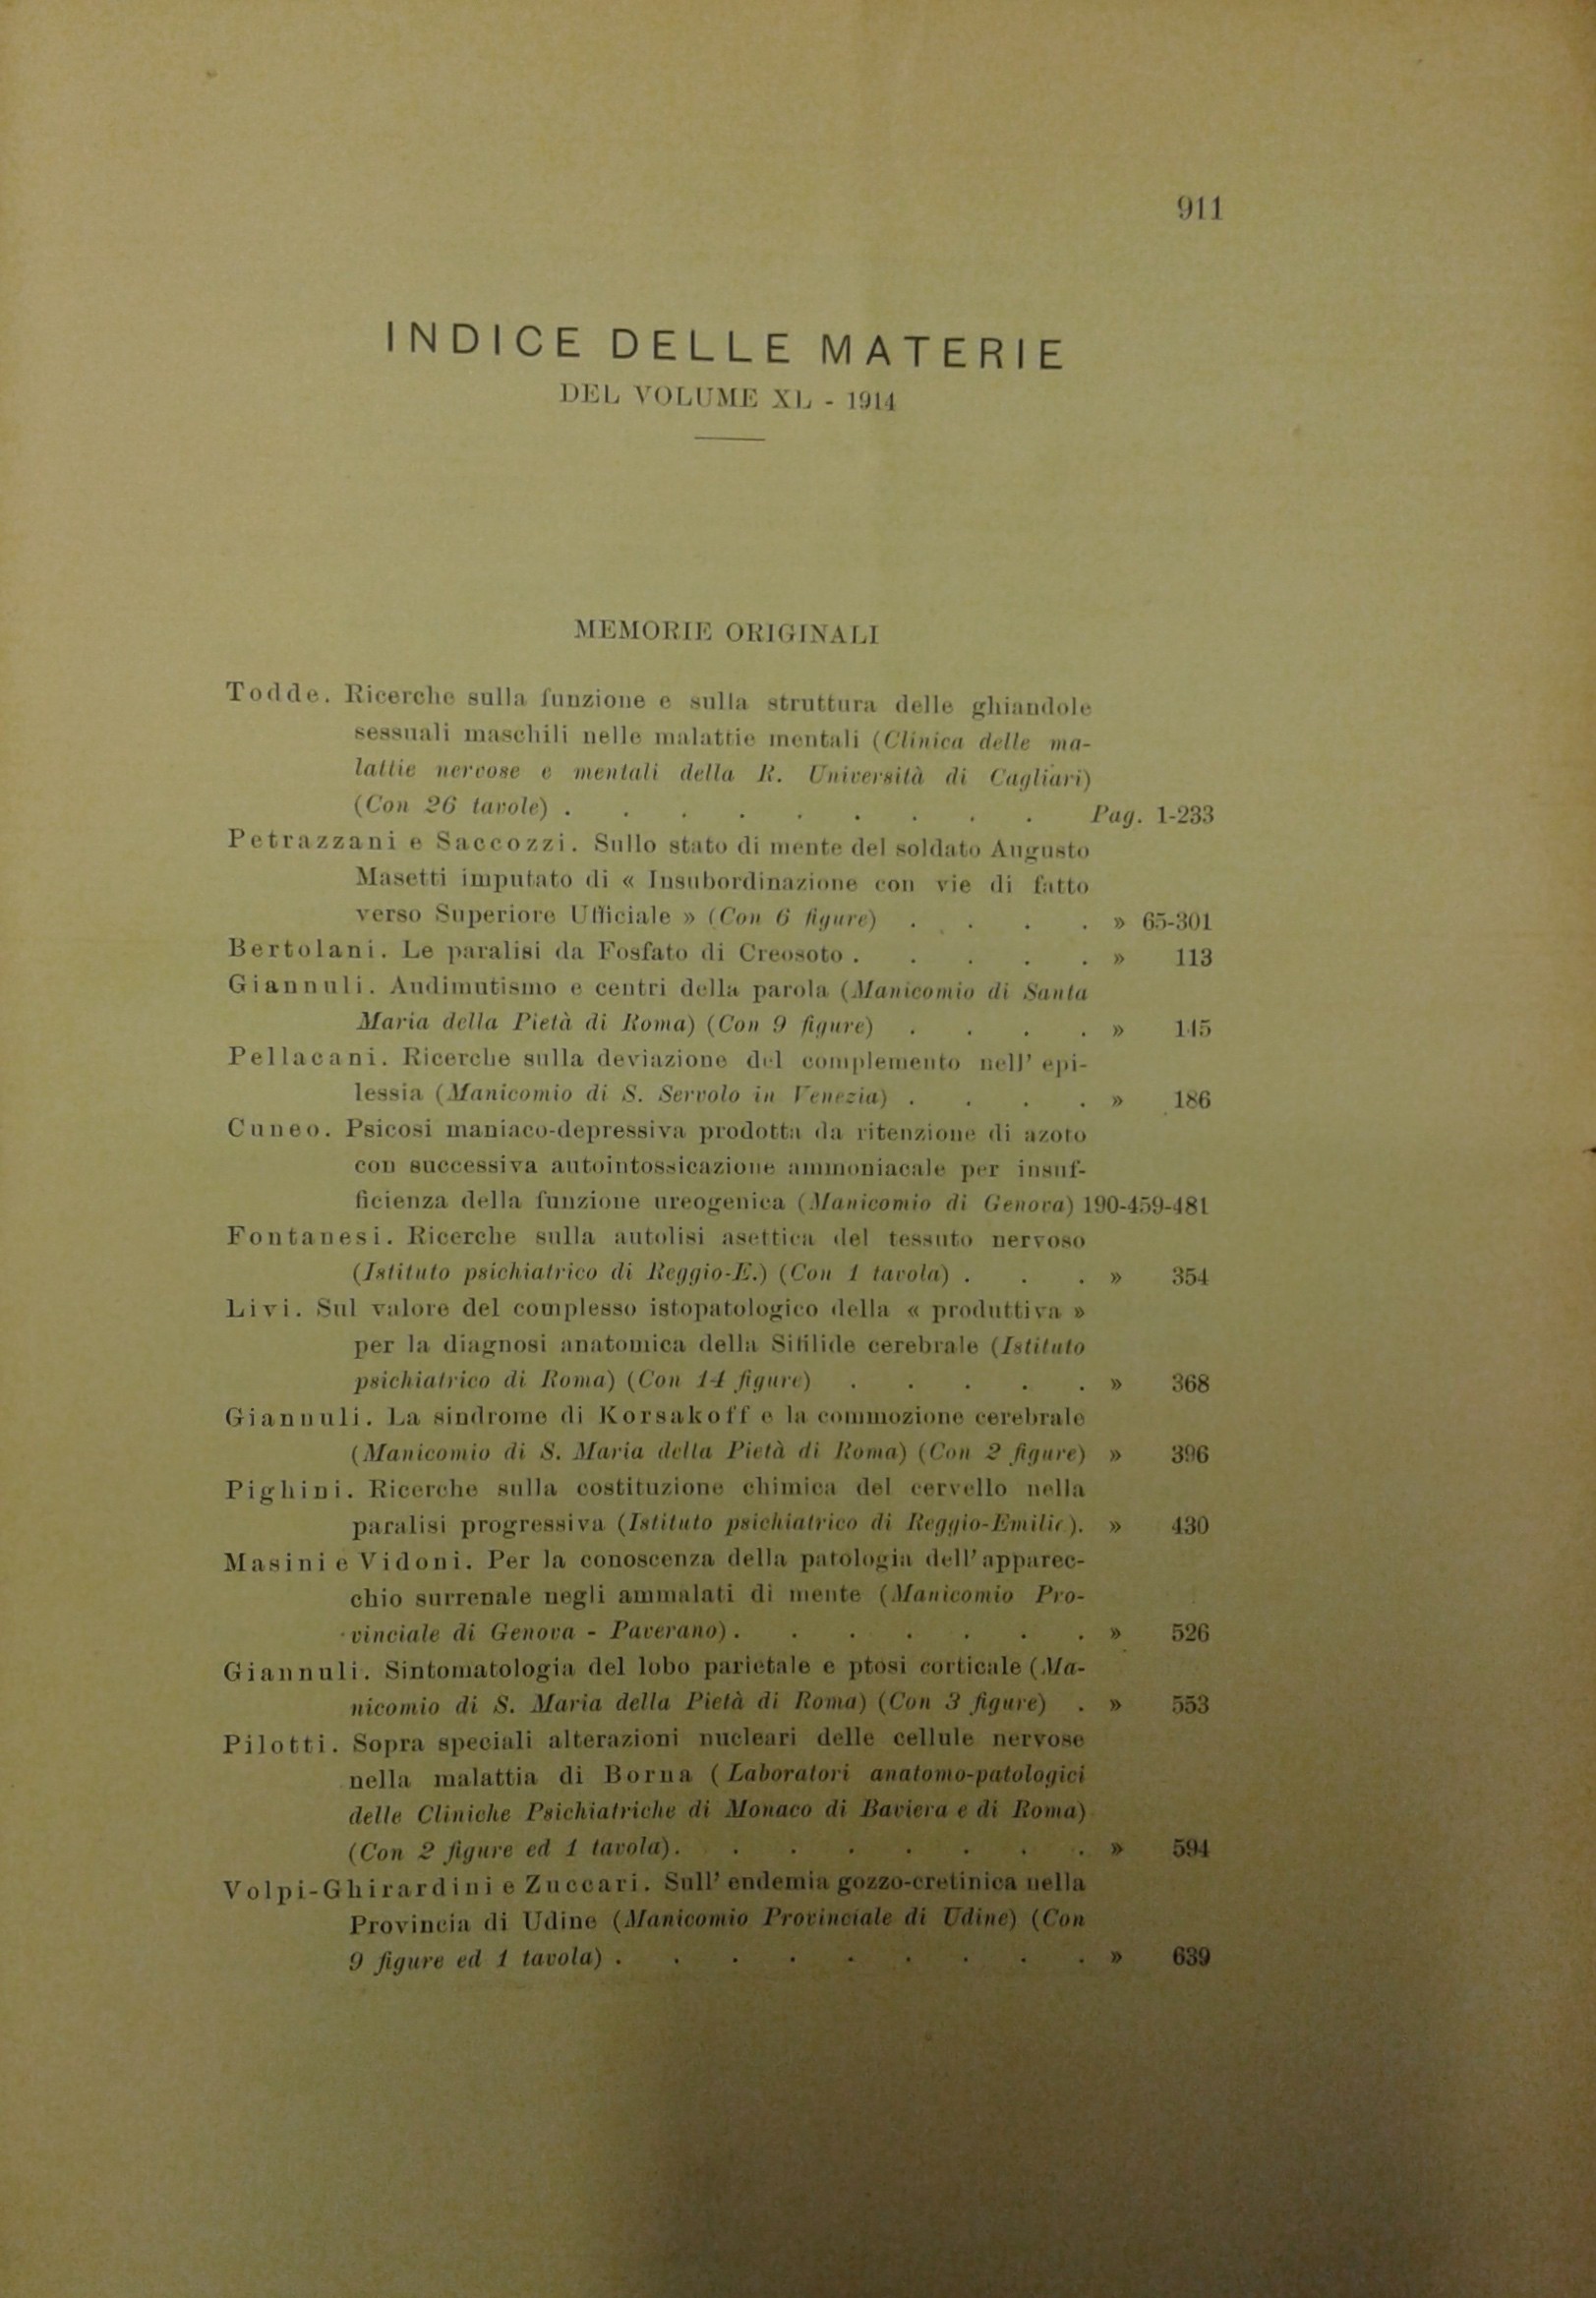 911
INDICE DELLE MATERIE
DEL VOLUME XL - 1914
MEMORIE ORIGINALI
Todde. Ricerche sulla funzione e sulla struttura delle ghiandole
sessuali maschili nelle malattie mentali (Clinica delle ma-
lattie nervose e mentali della R. Università di Cagliari)
(Con 26 tavole) . . . . . . . . . Pag. 1-233
Petrazzani e Saccozzi. Sullo stato di mente del soldato Augusto
Masetti imputato di « Insubordinazione con vie di fatto
verso Superiore Ufficiale » (Con 6 figure) . . . . » 65-301
Bertolani. Le paralisi da Fosfato di Creosoto . . . . . » 113
Giannuli. Audimutismo e centri della parola (Manicomio di Santa
Maria della Pietà di Roma) (Con 9 figure) . . . . » 145
Pellacani. Ricerche sulla deviazione del complemento nell' epi-
lessia (Manicomio di S. Servolo in Venezia) . . . . » 186
Cuneo. Psicosi maniaco-depressiva prodotta da ritenzione di azoto
con successiva autointossicazione ammoniacale per insuf-
ficienza della funzione ureogenica (Manicomio di Genova) 190-459-481
Fontanesi. Ricerche sulla autolisi asettica del tessuto nervoso
(Istituto psichiatrico di Reggio-E.) (Con 1 tavola) . . . » 354
Livi. Sul valore del complesso istopatologico della « produttiva »
per la diagnosi anatomica della Sifilide cerebrale (Istituto
psichiatrico di Roma) (Con 14 figure) . . . . . » 368
Giannuli. La sindrome di Korsakoff e la commozione cerebrale
(Manicomio di S. Maria della Pietà di Roma) (Con 2 figure) » 396
Pighini. Ricerche sulla costituzione chimica del cervello nella
paralisi progressiva (Istituto psichiatrico di Reggio-Emilia). » 430
Masini e Vidoni. Per la conoscenza della patologia dell'apparec-
chio surrenale negli ammalati di mente (Manicomio Pro-
vinciale di Genova - Paverano) . . . . . . . » 526
Giannuli. Sintomatologia del lobo parietale e ptosi corticale (Ma-
nicomio di S. Maria della Pietà di Roma) (Con 3 figure) . » 553
Pilotti. Sopra speciali alterazioni nucleari delle cellule nervose
nella malattia di Borna (Laboratori anatomo-patologici
delle Cliniche Psichiatriche di Monaco di Baviera e di Roma)
(Con 2 figure ed 1 tavola) . . . . . . . . » 594
Volpi-Ghirardini e Zuccari. Sull' endemia gozzo-cretinica nella
Provincia di Udine (Manicomio Provinciale di Udine) (Con
9 figure ed 1 tavola) . . . . . . . . . » 639